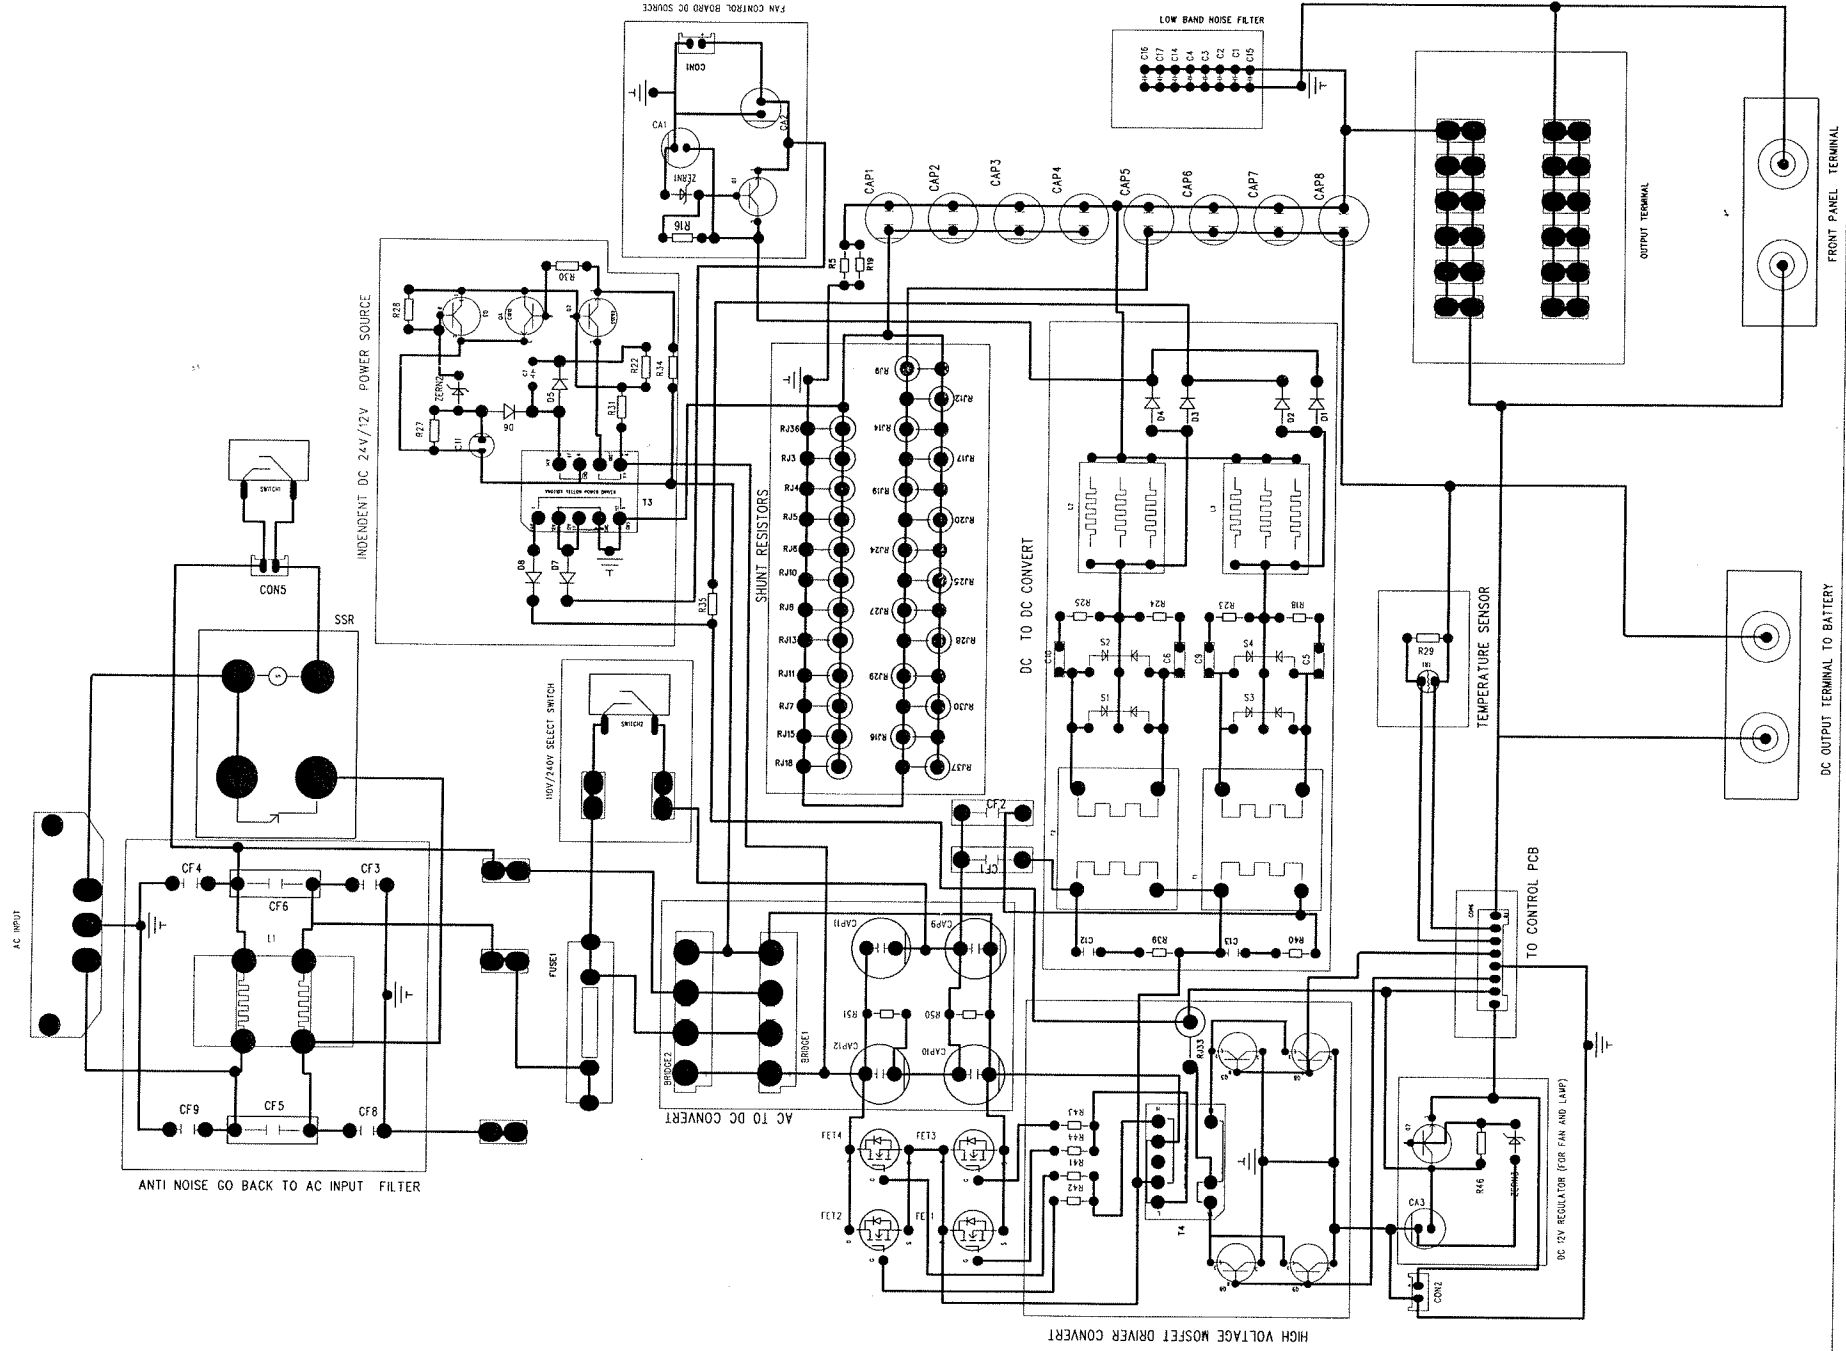 FAN CONTROL BOARD DC SOURCE
CON1
CA1
CA2
ZERN1
Q1
R16
LOW BAND NOISE FILTER
C16
C17
C14
C4
C3
C2
C1
C15
OUTPUT TERMINAL
FRONT PANEL TERMINAL
CAP1
CAP2
CAP3
CAP4
CAP5
CAP6
CAP7
CAP8
R5
R19
INDENDENT DC 24V/12V POWER SOURCE
R28
R30
ZERN2
R27
C11
D6
D5
R31
R22
R34
T3
D8
D7
R35
SHUNT RESISTORS
RJ36
RJ3
RJ4
RJ5
RJ6
RJ10
RJ8
RJ13
RJ11
RJ7
RJ15
RJ18
RJ9
RJ12
RJ14
RJ17
RJ19
RJ20
RJ24
RJ25
RJ27
RJ28
RJ29
RJ30
RJ16
RJ37
DC TO DC CONVERT
D4
D3
D2
D1
L2
L3
R25
R24
R23
R18
C10
S2
C6
C9
S4
C5
S1
S3
C12
R39
C13
R40
CF2
CF1
TEMPERATURE SENSOR
R29
DC OUTPUT TERMINAL TO BATTERY
TO CONTROL PCB
SWITCH1
CON5
SSR
S
AC INPUT
CF4
CF6
CF3
L1
CF9
CF5
CF8
ANTI NOISE GO BACK TO AC INPUT FILTER
110V/240V SELECT SWITCH
SWITCH1
FUSE1
BRIDGE2
BRIDGE1
AC TO DC CONVERT
CAP11
CAP9
R51
R50
CAP12
CAP10
FET4
FET3
FET2
FET1
R43
R44
R41
R42
T4
RJ33
HIGH VOLTAGE MOSFET DRIVER CONVERT
R46
ZERN3
CA3
CON2
DC 12V REGULATOR (FOR FAN AND LAMP)